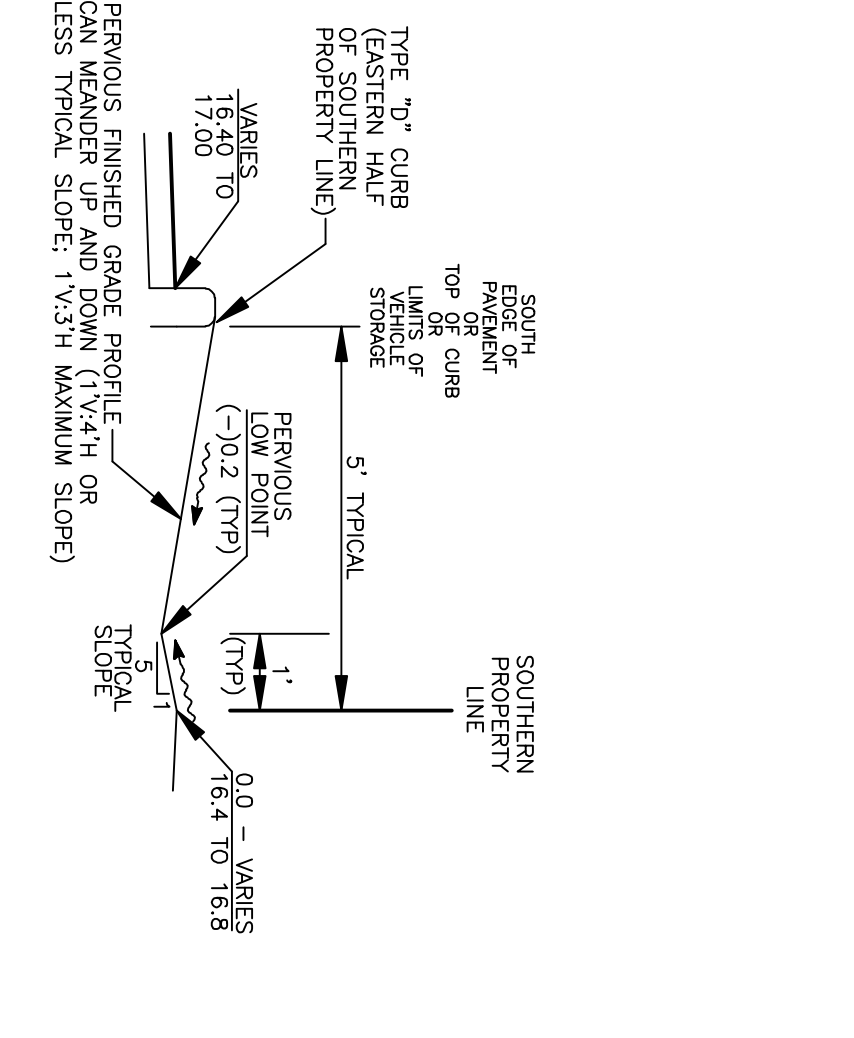 TYPE "D" CURB
(EASTERN HALF
OF SOUTHERN
PROPERTY LINE)
SOUTH
EDGE OF
PAVEMENT
OR
TOP OF CURB
OR
LIMITS OF
VEHICLE
STORAGE
SOUTHERN
PROPERTY
LINE
5' TYPICAL
1'
(TYP)
VARIES
16.40 TO
17.00
PERVIOUS
LOW POINT
(-)0.2 (TYP)
0.0 - VARIES
16.4 TO 16.8
5
1
TYPICAL
SLOPE
PERVIOUS FINISHED GRADE PROFILE
CAN MEANDER UP AND DOWN (1'V:4'H OR
LESS TYPICAL SLOPE; 1'V:3'H MAXIMUM SLOPE)